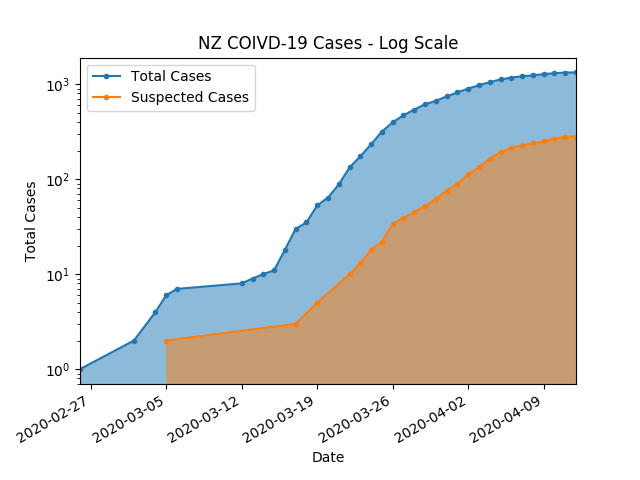 NZ COIVD-19 Cases - Log Scale
Total Cases
Suspected Cases
Total Cases
10³
10²
10¹
10⁰
2020-02-27
2020-03-05
2020-03-12
2020-03-19
2020-03-26
2020-04-02
2020-04-09
Date